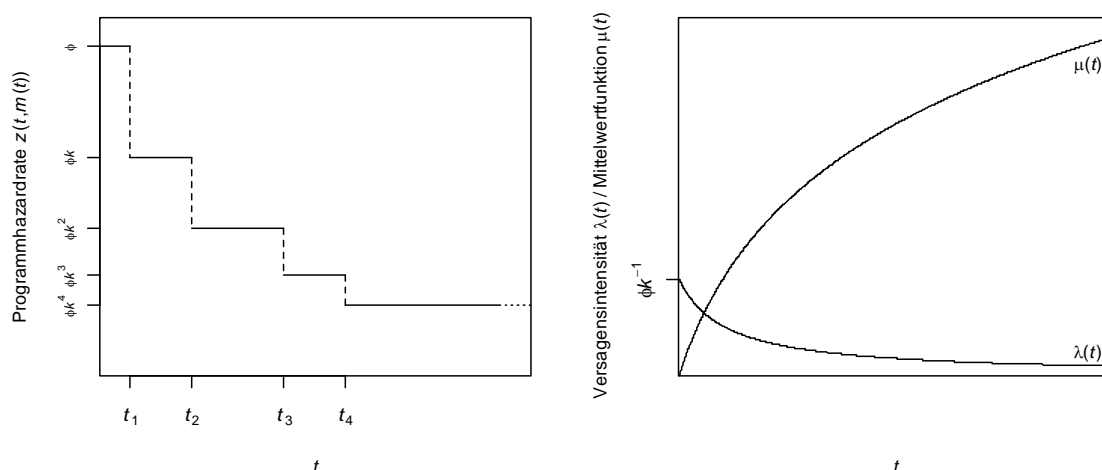 Programmhazardrate z(t,m(t))
ϕ
ϕk
ϕk²
ϕk³
ϕk⁴
t₁
t₂
t₃
t₄
t
Versagensintensität λ(t) / Mittelwertfunktion μ(t)
ϕk⁻¹
μ(t)
λ(t)
t